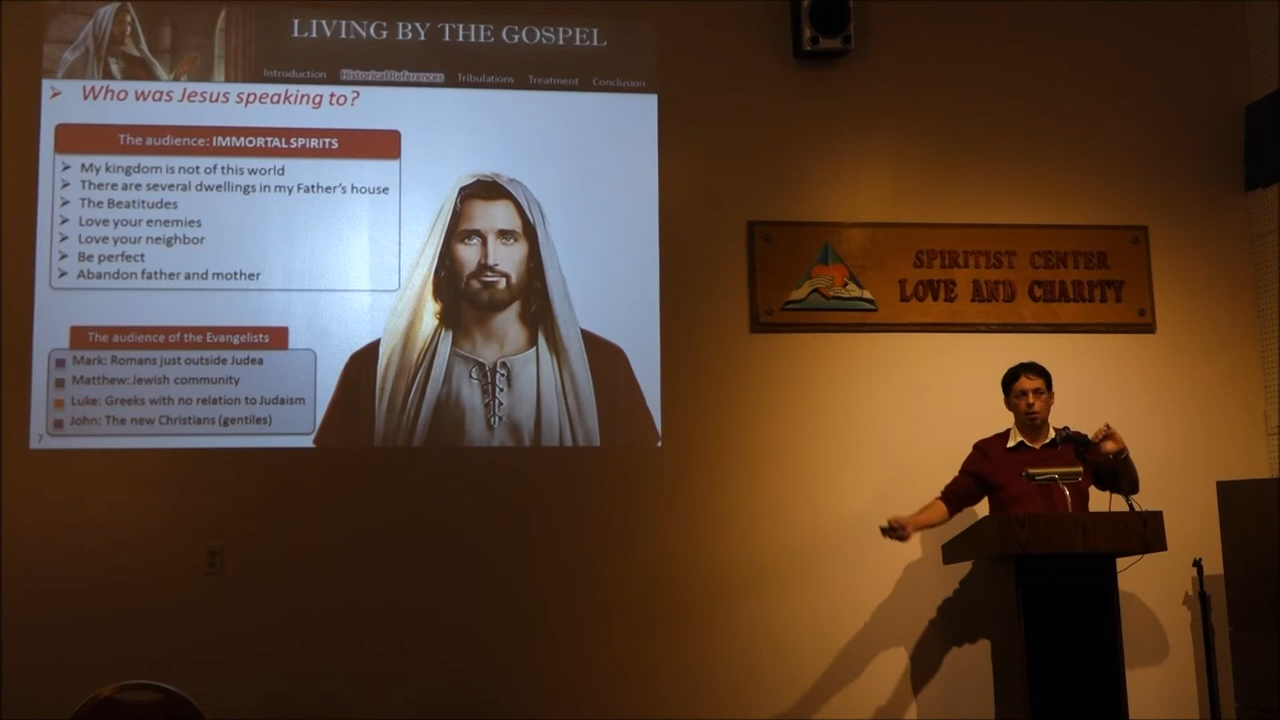 LIVING BY THE GOSPEL
Introduction Historical References Tribulations Treatment Conclusion
➢ Who was Jesus speaking to?
The audience: IMMORTAL SPIRITS
➢ My kingdom is not of this world
➢ There are several dwellings in my Father's house
➢ The Beatitudes
➢ Love your enemies
➢ Love your neighbor
➢ Be perfect
➢ Abandon father and mother
The audience of the Evangelists
Mark: Romans just outside Judea
Matthew: Jewish community
Luke: Greeks with no relation to Judaism
John: The new Christians (gentiles)
7
SPIRITIST CENTER
LOVE AND CHARITY